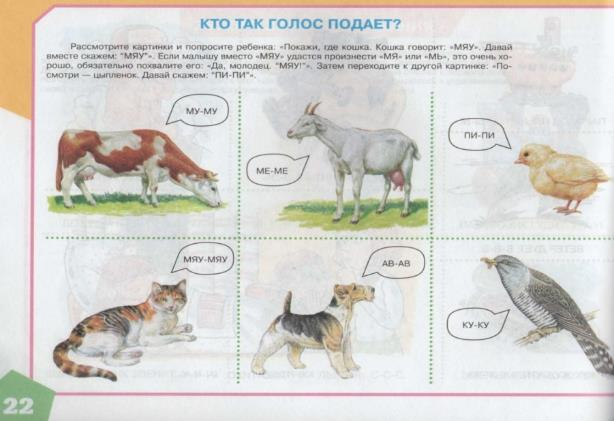 КТО ТАК ГОЛОС ПОДАЕТ?
Рассмотрите картинки и попросите ребенка: «Покажи, где кошка. Кошка говорит: «МЯУ». Давай
вместе скажем: "МЯУ"». Если малышу вместо «МЯУ» удастся произнести «МЯ» или «МЬ», это очень хо-
рошо, обязательно похвалите его: «Да, молодец. "МЯУ!"». Затем переходите к другой картинке: «По-
смотри — цыпленок. Давай скажем: "ПИ-ПИ"».
МУ-МУ
МЕ-МЕ
ПИ-ПИ
МЯУ-МЯУ
АВ-АВ
КУ-КУ
22